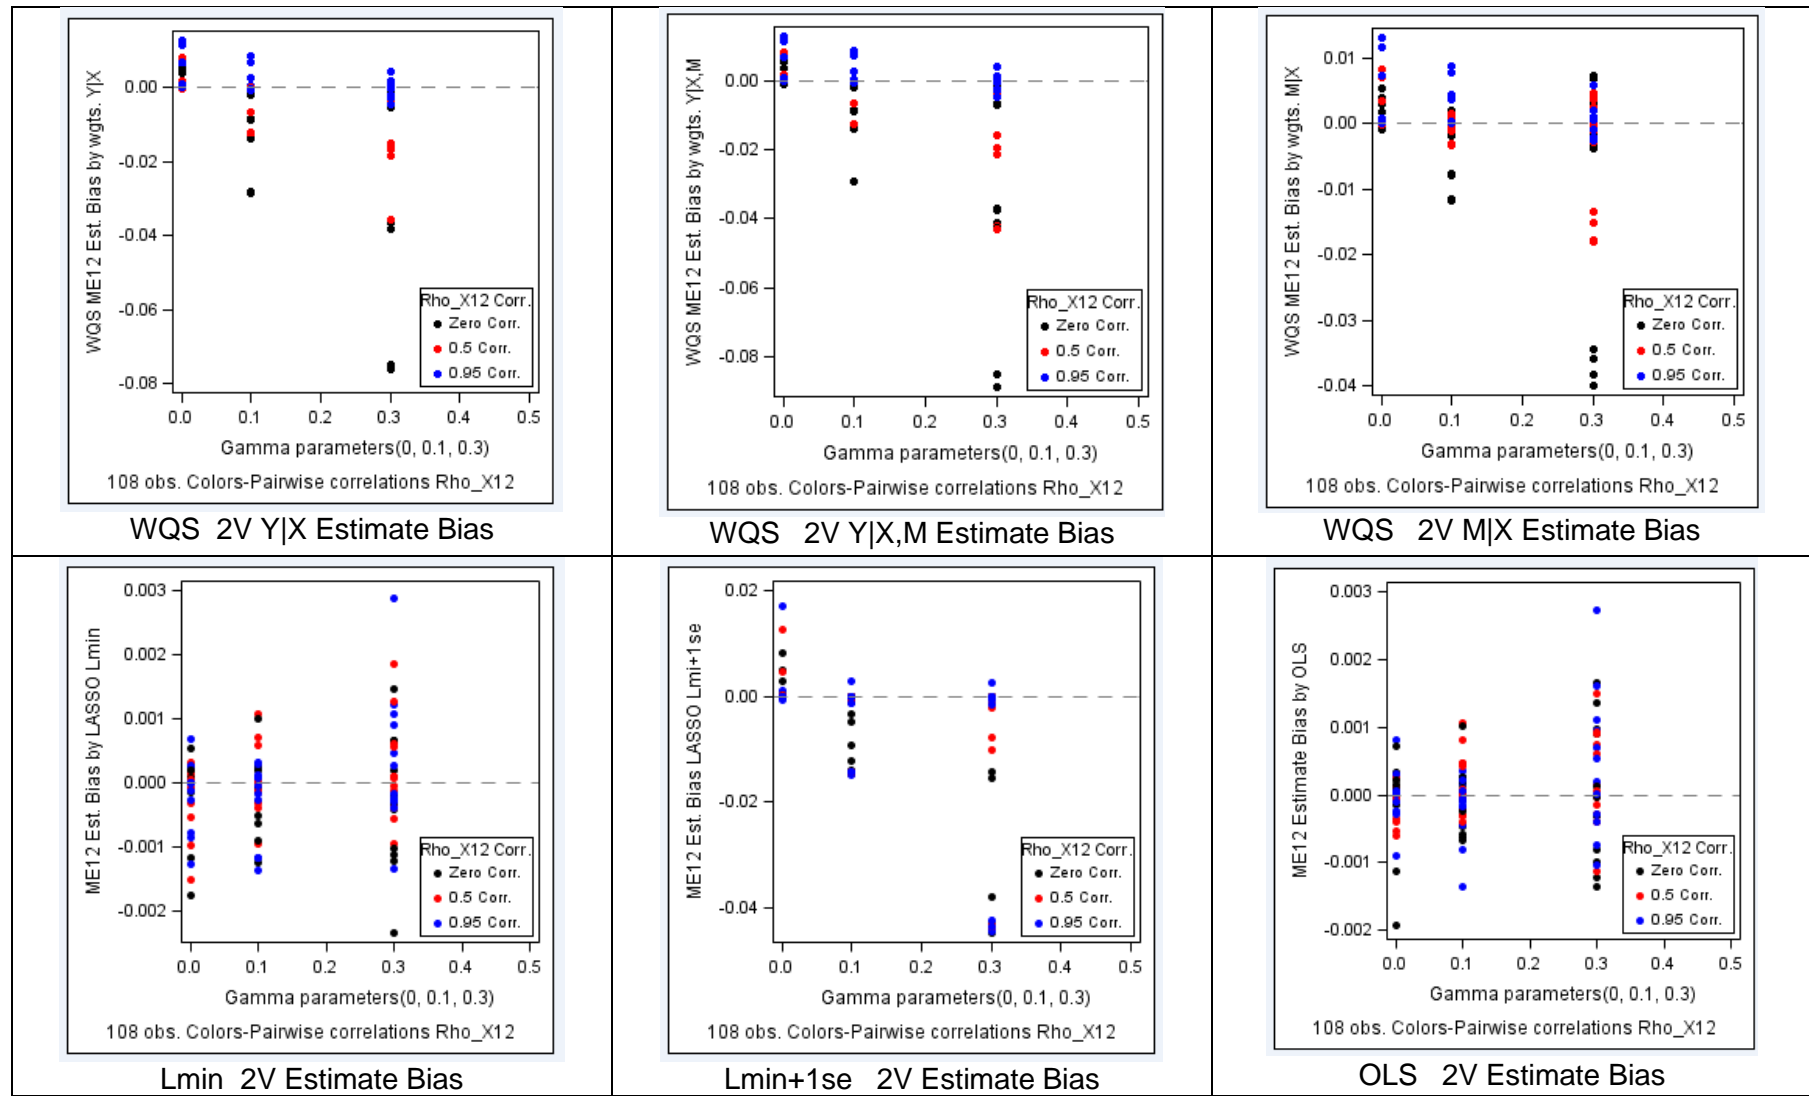 WQS ME12 Est. Bias by wgts. Y|X
0.00
-0.02
-0.04
-0.06
-0.08
Rho_X12 Corr.
Zero Corr.
0.5 Corr.
0.95 Corr.
0.0 0.1 0.2 0.3 0.4 0.5
Gamma parameters(0, 0.1, 0.3)
108 obs. Colors-Pairwise correlations Rho_X12
WQS 2V Y|X Estimate Bias
WQS ME12 Est. Bias by wgts. Y|X,M
0.00
-0.02
-0.04
-0.06
-0.08
Rho_X12 Corr.
Zero Corr.
0.5 Corr.
0.95 Corr.
0.0 0.1 0.2 0.3 0.4 0.5
Gamma parameters(0, 0.1, 0.3)
108 obs. Colors-Pairwise correlations Rho_X12
WQS 2V Y|X,M Estimate Bias
WQS ME12 Est. Bias by wgts. M|X
0.01
0.00
-0.01
-0.02
-0.03
-0.04
Rho_X12 Corr.
Zero Corr.
0.5 Corr.
0.95 Corr.
0.0 0.1 0.2 0.3 0.4 0.5
Gamma parameters(0, 0.1, 0.3)
108 obs. Colors-Pairwise correlations Rho_X12
WQS 2V M|X Estimate Bias
ME12 Est. Bias by LASSO Lmin
0.003
0.002
0.001
0.000
-0.001
-0.002
Rho_X12 Corr.
Zero Corr.
0.5 Corr.
0.95 Corr.
0.0 0.1 0.2 0.3 0.4 0.5
Gamma parameters(0, 0.1, 0.3)
108 obs. Colors-Pairwise correlations Rho_X12
Lmin 2V Estimate Bias
ME12 Est. Bias LASSO Lmi+1se
0.02
0.00
-0.02
-0.04
Rho_X12 Corr.
Zero Corr.
0.5 Corr.
0.95 Corr.
0.0 0.1 0.2 0.3 0.4 0.5
Gamma parameters(0, 0.1, 0.3)
108 obs. Colors-Pairwise correlations Rho_X12
Lmin+1se 2V Estimate Bias
ME12 Estimate Bias by OLS
0.003
0.002
0.001
0.000
-0.001
-0.002
Rho_X12 Corr.
Zero Corr.
0.5 Corr.
0.95 Corr.
0.0 0.1 0.2 0.3 0.4 0.5
Gamma parameters(0, 0.1, 0.3)
108 obs. Colors-Pairwise correlations Rho_X12
OLS 2V Estimate Bias